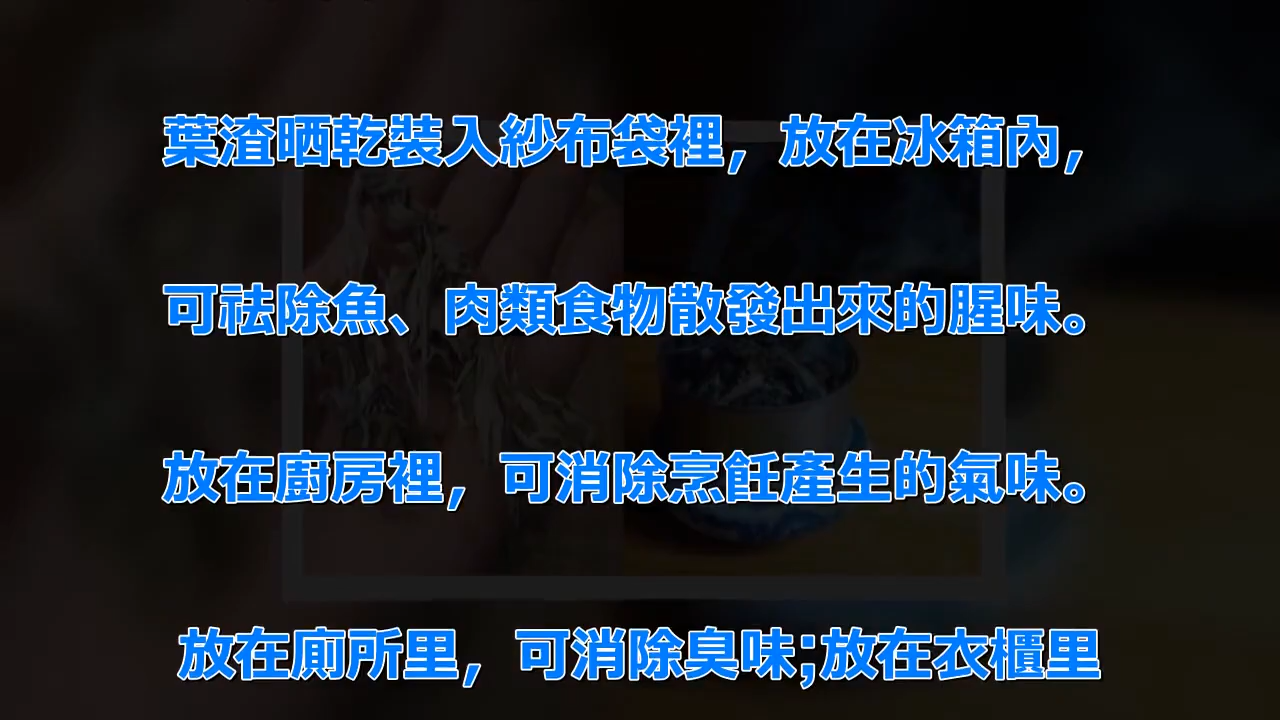 葉渣晒乾裝入紗布袋裡，放在冰箱內，
可祛除魚、肉類食物散發出來的腥味。
放在廚房裡，可消除烹飪產生的氣味。
放在廁所里，可消除臭味;放在衣櫃里